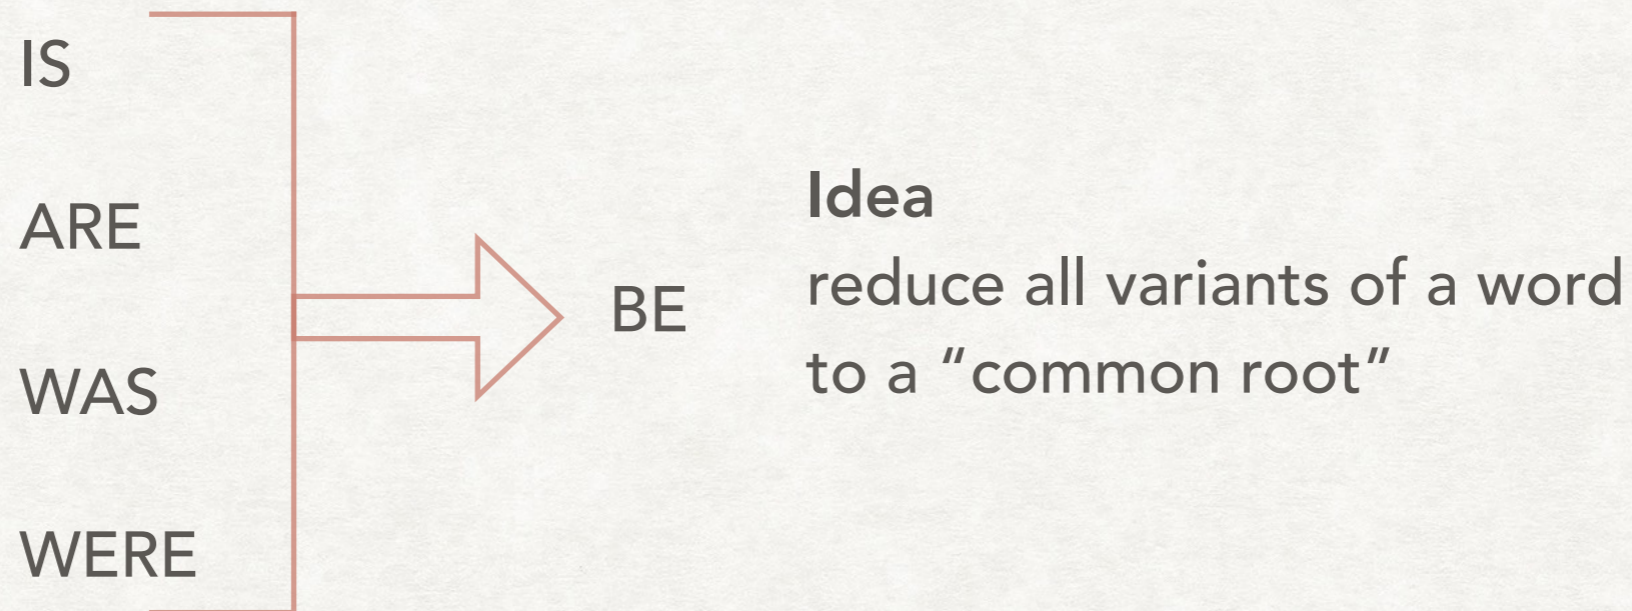 IS
ARE
WAS
WERE
BE
Idea
reduce all variants of a word
to a “common root”